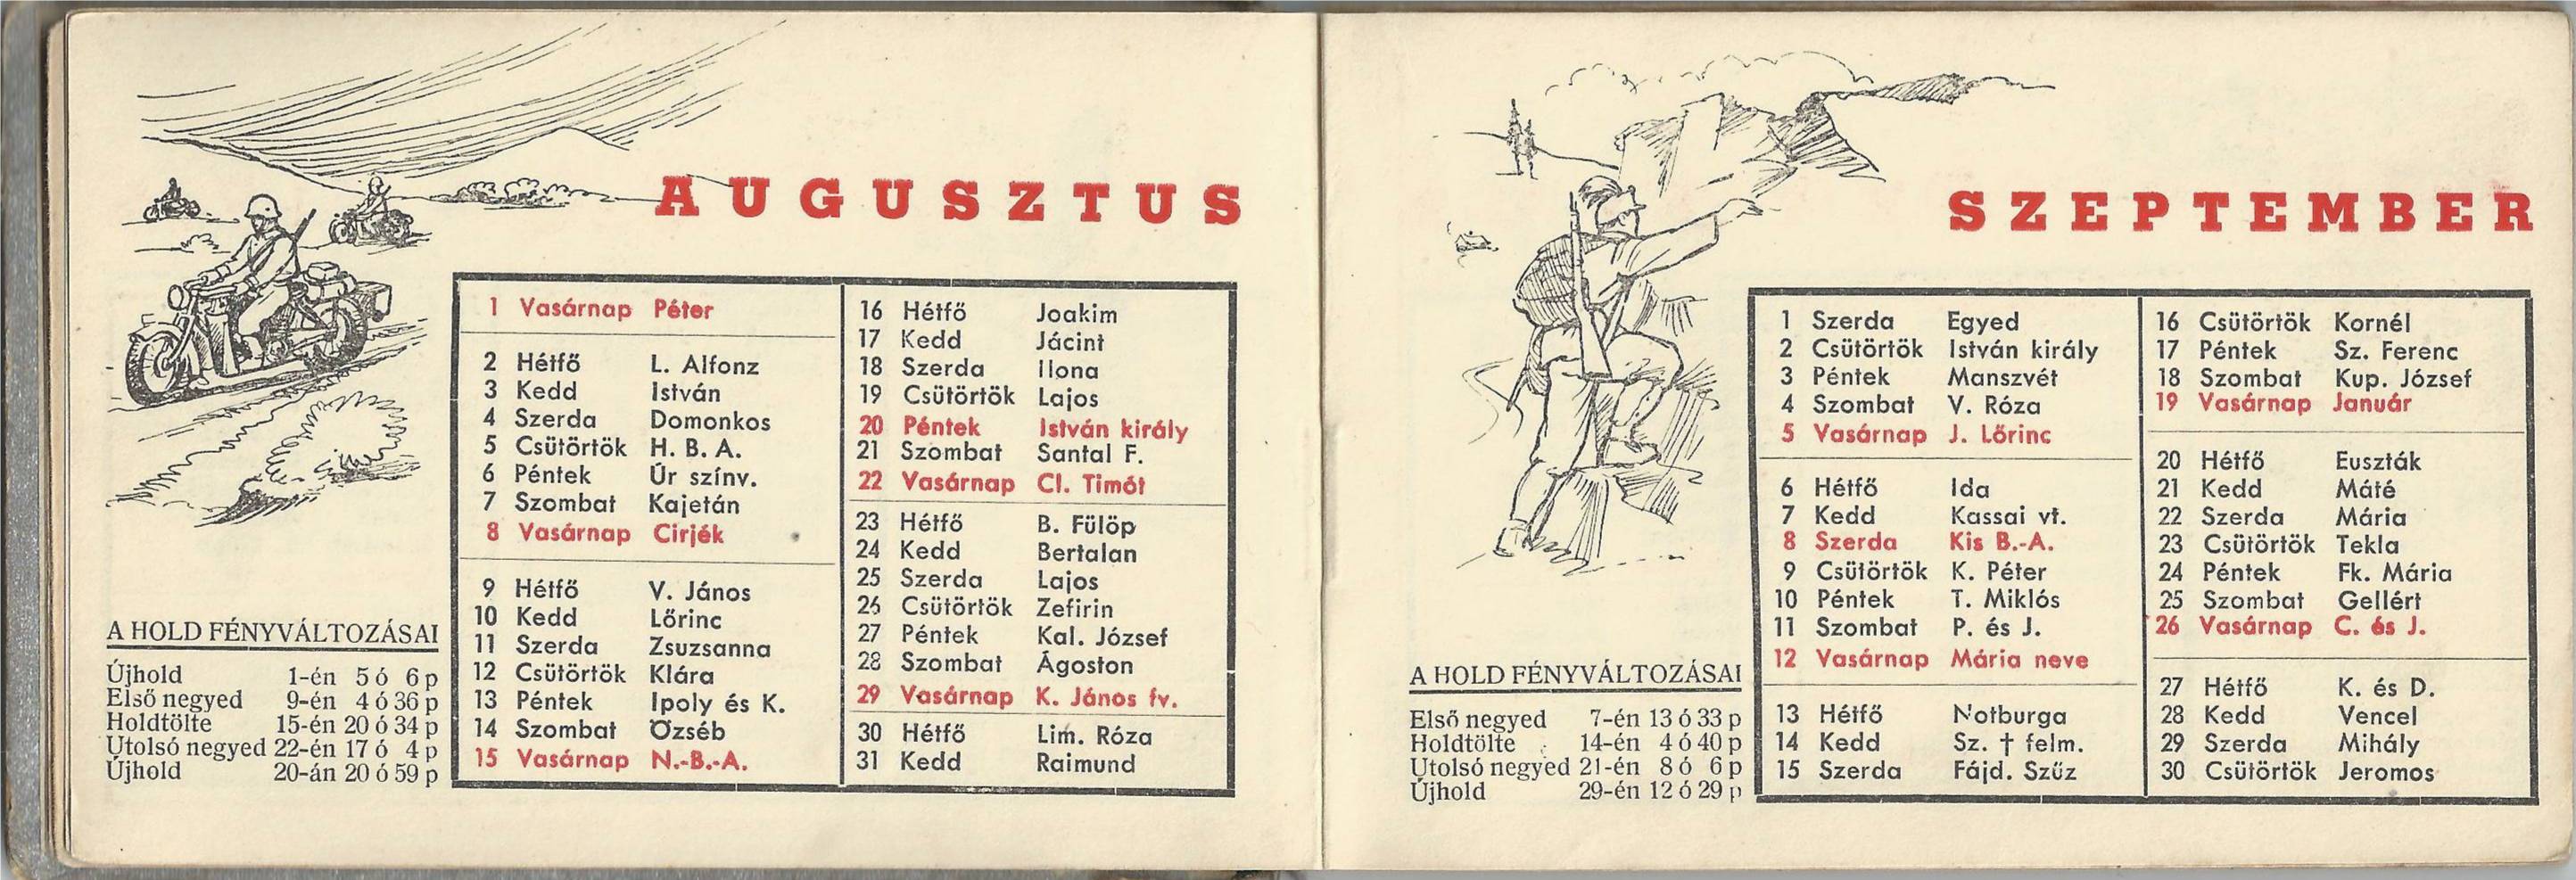 AUGUSZTUS
A HOLD FÉNYVÁLTOZÁSAI
Újhold 1-én 5 ó 6 p
Első negyed 9-én 4 ó 36 p
Holdtölte 15-én 20 ó 34 p
Utolsó negyed 22-én 17 ó 4 p
Újhold 20-án 20 ó 59 p
1 Vasárnap Péter
2 Hétfő L. Alfonz
3 Kedd István
4 Szerda Domonkos
5 Csütörtök H. B. A.
6 Péntek Úr színv.
7 Szombat Kajetán
8 Vasárnap Cirjék
9 Hétfő V. János
10 Kedd Lőrinc
11 Szerda Zsuzsanna
12 Csütörtök Klára
13 Péntek Ipoly és K.
14 Szombat Özséb
15 Vasárnap N.-B.-A.
16 Hétfő Joakim
17 Kedd Jácint
18 Szerda Ilona
19 Csütörtök Lajos
20 Péntek István király
21 Szombat Santal F.
22 Vasárnap Cl. Timót
23 Hétfő B. Fülöp
24 Kedd Bertalan
25 Szerda Lajos
26 Csütörtök Zefirin
27 Péntek Kal. József
28 Szombat Ágoston
29 Vasárnap K. János fv.
30 Hétfő Lim. Róza
31 Kedd Raimund
SZEPTEMBER
A HOLD FÉNYVÁLTOZÁSAI
Első negyed 7-én 13 ó 33 p
Holdtölte 14-én 4 ó 40 p
Utolsó negyed 21-én 8 ó 6 p
Újhold 29-én 12 ó 29 p
1 Szerda Egyed
2 Csütörtök István király
3 Péntek Manszvét
4 Szombat V. Róza
5 Vasárnap J. Lőrinc
6 Hétfő Ida
7 Kedd Kassai vt.
8 Szerda Kis B.-A.
9 Csütörtök K. Péter
10 Péntek T. Miklós
11 Szombat P. és J.
12 Vasárnap Mária neve
13 Hétfő Notburga
14 Kedd Sz. † felm.
15 Szerda Fájd. Szűz
16 Csütörtök Kornél
17 Péntek Sz. Ferenc
18 Szombat Kup. József
19 Vasárnap Január
20 Hétfő Euszták
21 Kedd Máté
22 Szerda Mária
23 Csütörtök Tekla
24 Péntek Fk. Mária
25 Szombat Gellért
26 Vasárnap C. és J.
27 Hétfő K. és D.
28 Kedd Vencel
29 Szerda Mihály
30 Csütörtök Jeromos